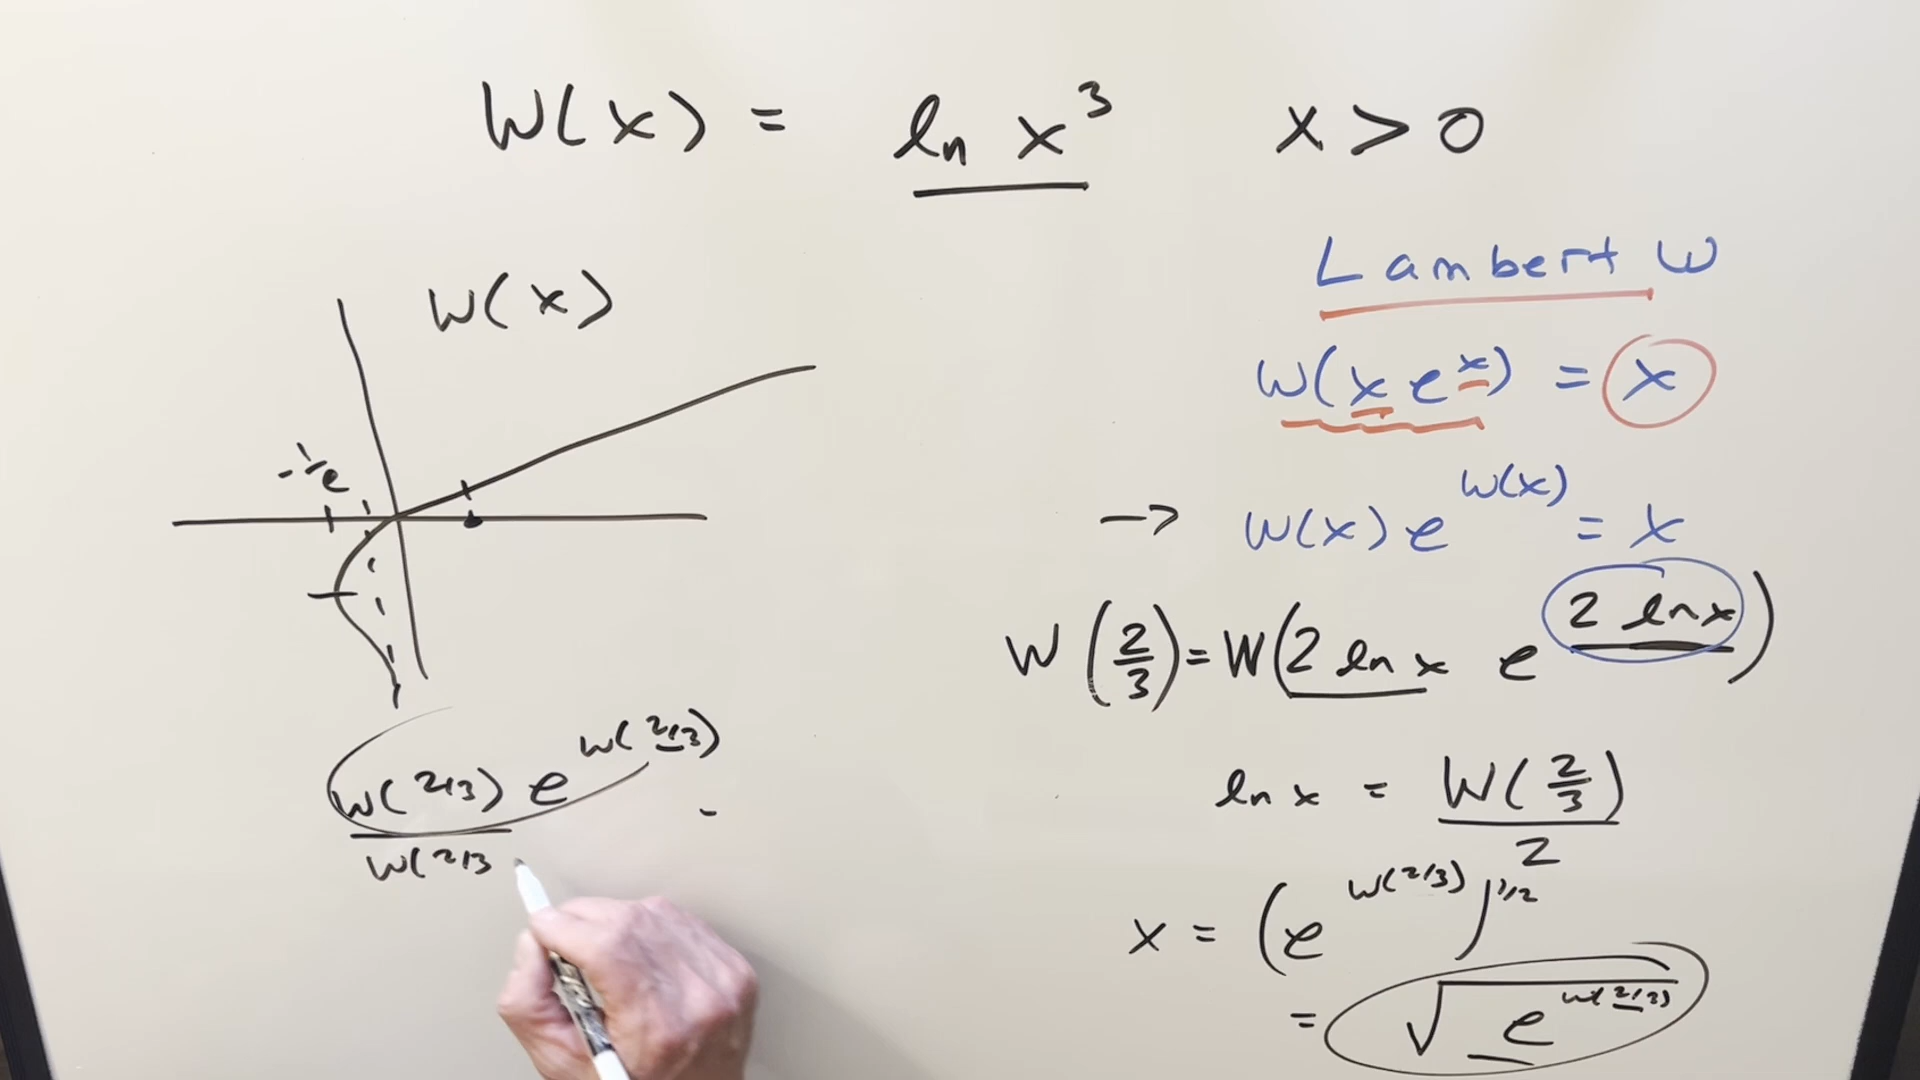 W(x) = ln x³ x > 0
Lambert W
W(x)
W(x e^x) = x
-1/e
→ W(x) e^W(x) = x
W(2/3) = W(2 ln x e^(2 ln x))
W(2/3) e^W(2/3) -
W(2/3
ln x = W(2/3)/2
x = (e^W(2/3))^1/2
= √e^W(2/3)